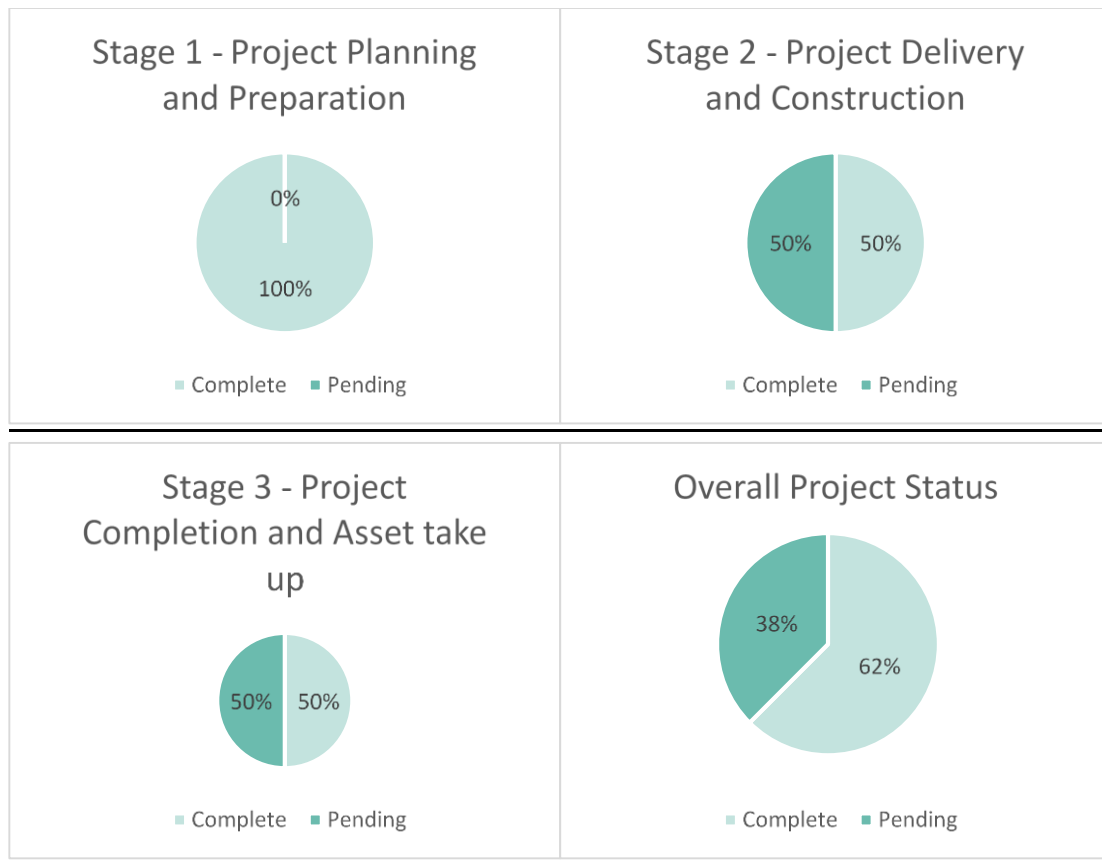 Stage 1 - Project Planning
and Preparation
0%
100%
Complete Pending
Stage 2 - Project Delivery
and Construction
50% 50%
Complete Pending
Stage 3 - Project
Completion and Asset take
up
50% 50%
Complete Pending
Overall Project Status
38%
62%
Complete Pending